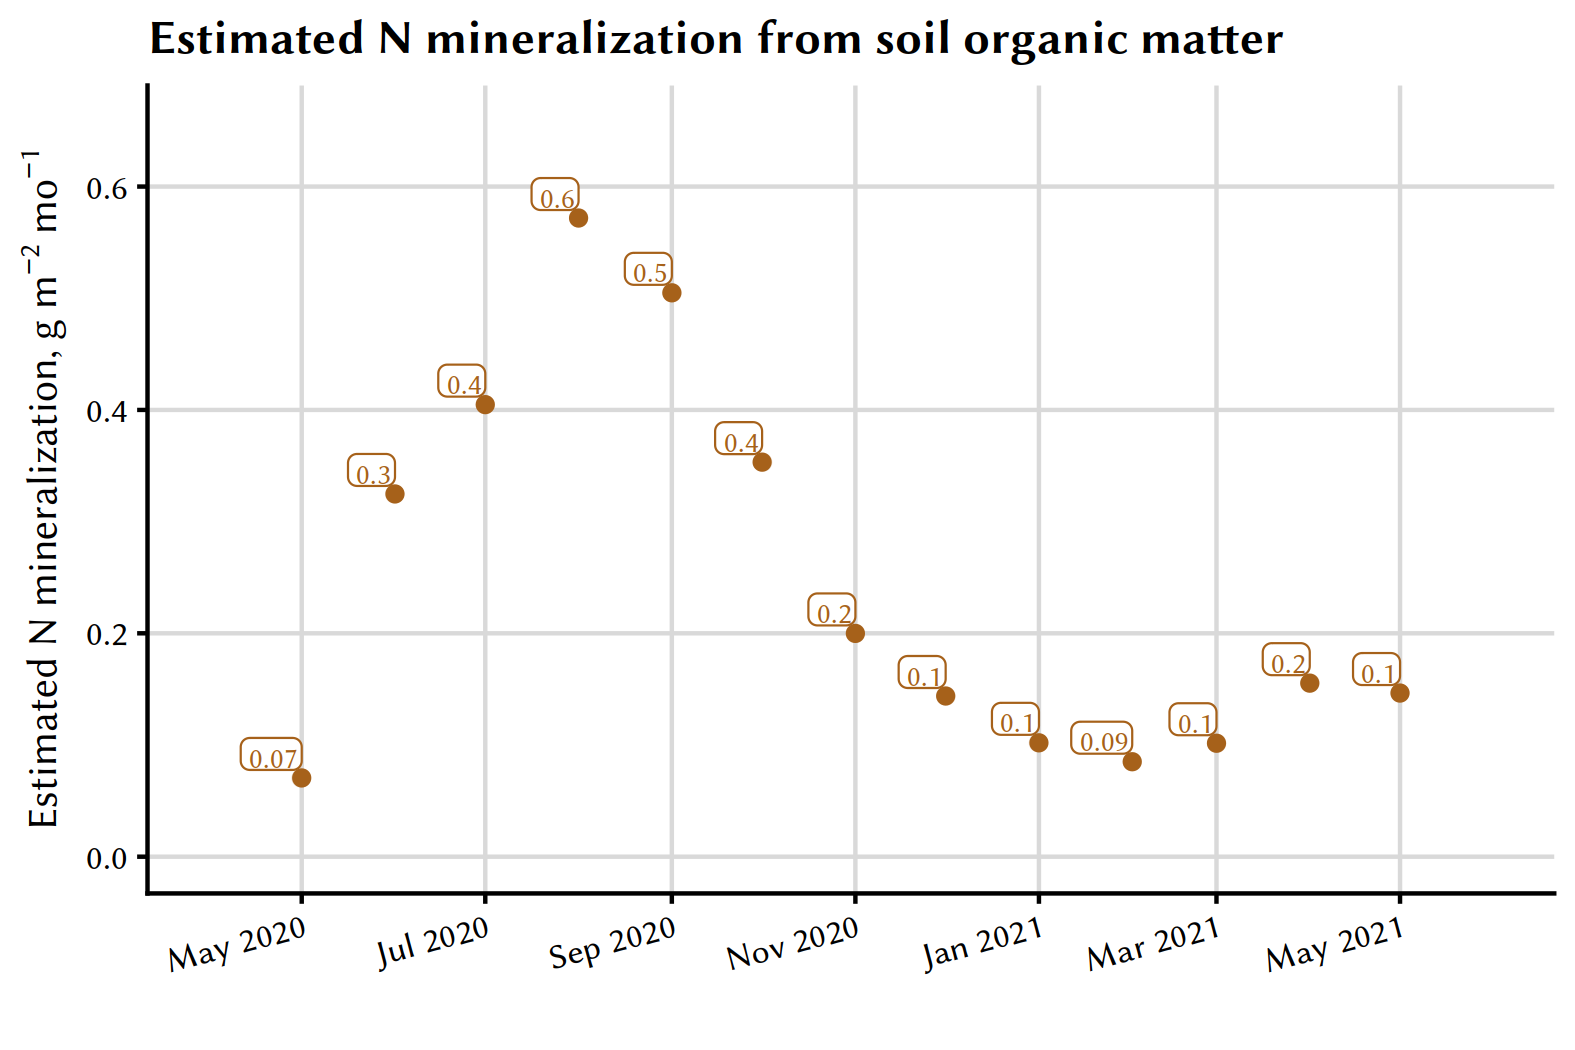 Estimated N mineralization from soil organic matter
Estimated N mineralization, g m⁻² mo⁻¹
0.6
0.4
0.2
0.0
0.07
0.3
0.4
0.6
0.5
0.4
0.2
0.1
0.1
0.09
0.1
0.2
0.1
May 2020
Jul 2020
Sep 2020
Nov 2020
Jan 2021
Mar 2021
May 2021